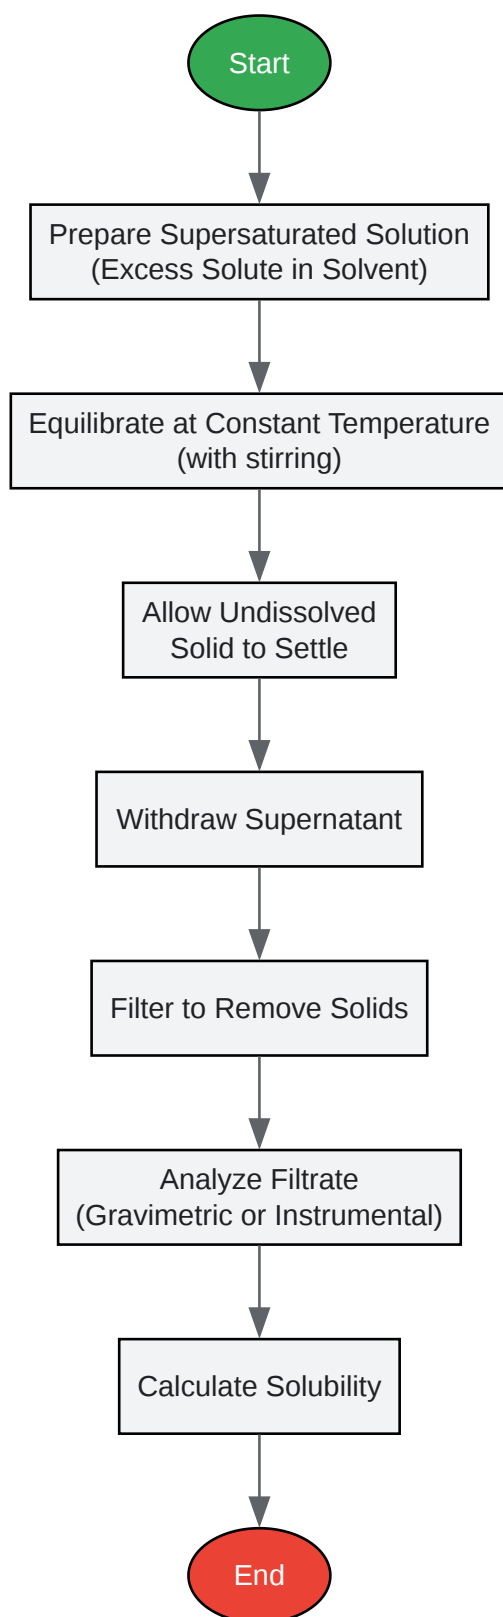 Start
Prepare Supersaturated Solution
(Excess Solute in Solvent)
Equilibrate at Constant Temperature
(with stirring)
Allow Undissolved
Solid to Settle
Withdraw Supernatant
Filter to Remove Solids
Analyze Filtrate
(Gravimetric or Instrumental)
Calculate Solubility
End